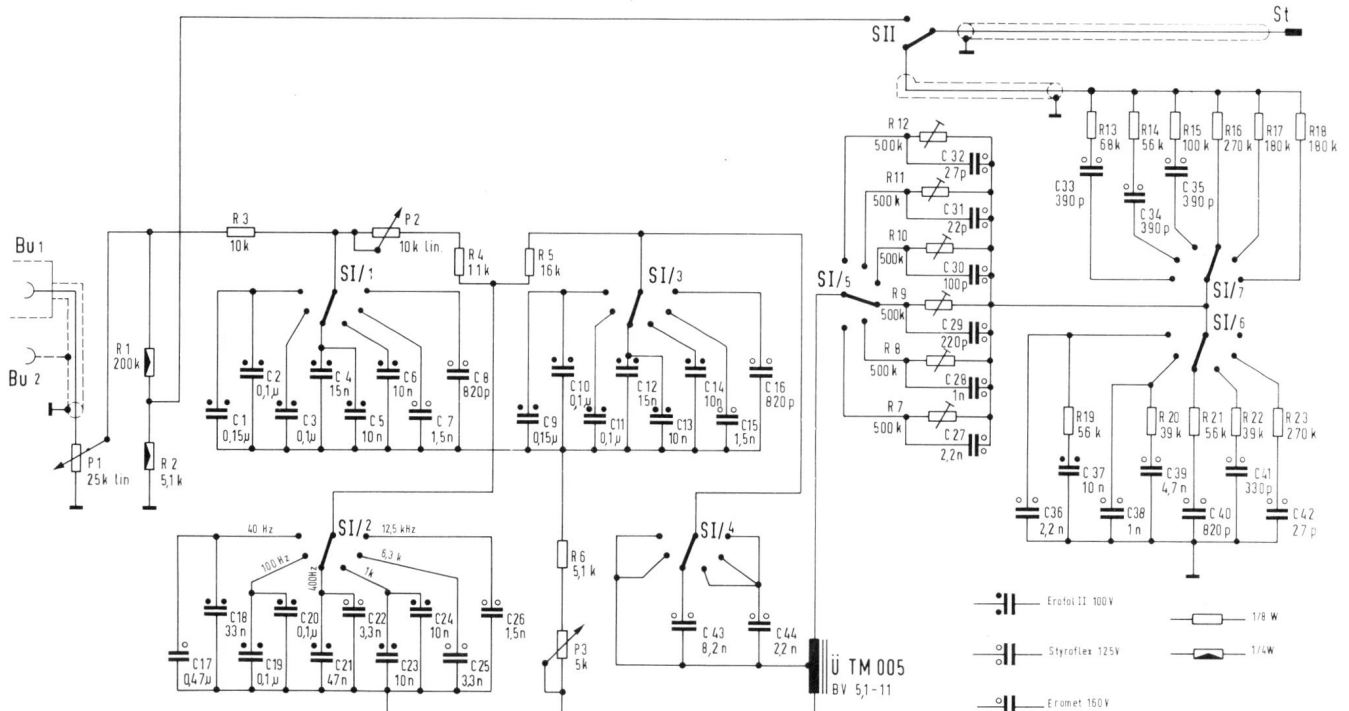 St
SII
R12
500k
C32
27p
R11
500k
C31
22p
R10
500k
C30
100p
R9
500k
C29
220p
R8
500k
C28
1n
R7
500k
C27
2,2n
SI/5
R13
68k
R14
56k
R15
100k
R16
270k
R17
180k
R18
180k
C33
390p
C34
390p
C35
390p
SI/7
SI/6
Bu 1
Bu 2
P1
25k lin
R1
200k
R2
5,1k
R3
10k
P2
10k lin.
R4
11k
R5
16k
SI/1
C1
0,15µ
C2
0,1µ
C3
0,1µ
C4
15n
C5
10n
C6
10n
C7
1,5n
C8
820p
SI/3
C9
0,15µ
C10
0,1µ
C11
0,1µ
C12
15n
C13
10n
C14
10n
C15
1,5n
C16
820p
R19
56k
R20
39k
R21
56k
R22
39k
R23
270k
C36
2,2n
C37
10n
C38
1n
C39
4,7n
C40
820p
C41
330p
C42
27p
SI/2
40 Hz
100Hz
400Hz
1k
6,3k
12,5kHz
C17
0,47µ
C18
33n
C19
0,1µ
C20
0,1µ
C21
47n
C22
3,3n
C23
10n
C24
10n
C25
3,3n
C26
1,5n
R6
5,1k
P3
5k
SI/4
C43
8,2n
C44
2,2n
Ü TM 005
BV 5,1-11
Erofol II 100V
Styroflex 125V
Eromet 160V
1/8 W
1/4W